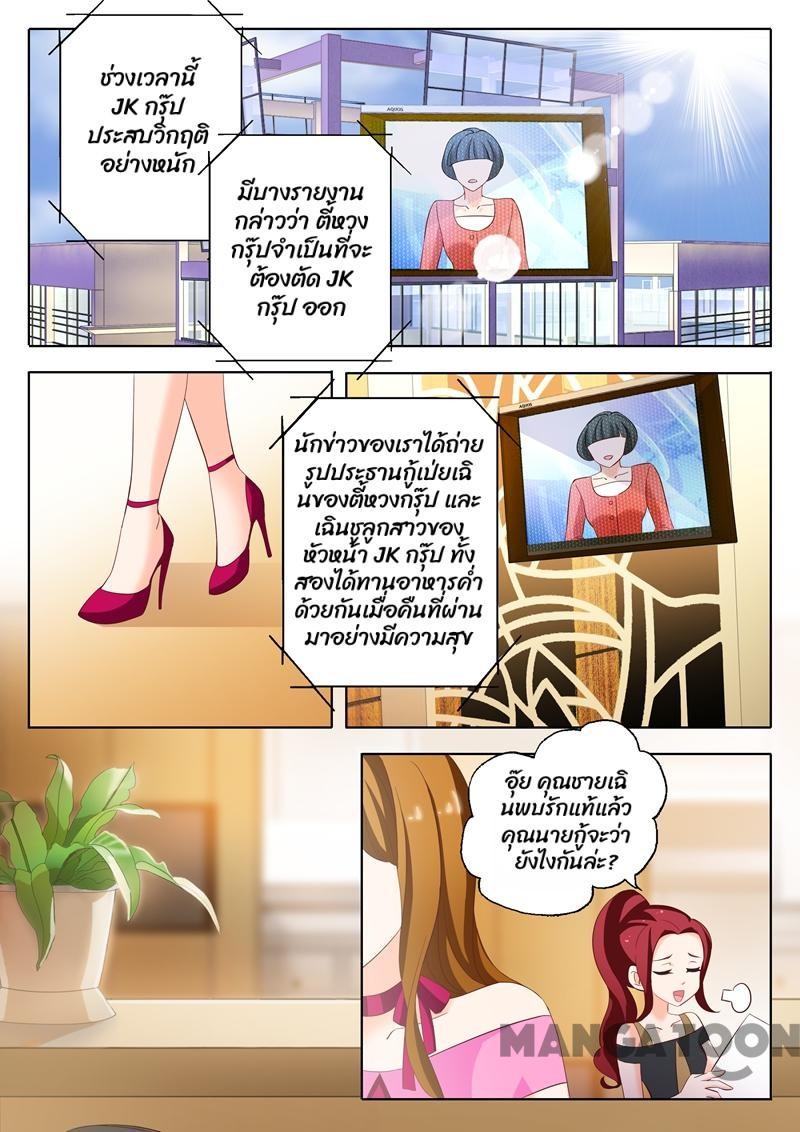 ช่วงเวลานี้
JK กรุ๊ป
ประสบวิกฤติ
อย่างหนัก
AQUOS
มีบางรายงาน
กล่าวว่า ตี้หวง
กรุ๊ปจำเป็นที่จะ
ต้องตัด JK
กรุ๊ป ออก
AQUOS
นักข่าวของเราได้ถ่าย
รูปประธานกู้เป่ยเฉิ
นของตี้หวงกรุ๊ป และ
เฉินชูลูกสาวของ
หัวหน้า JK กรุ๊ป ทั้ง
สองได้ทานอาหารค่ำ
ด้วยกันเมื่อคืนที่ผ่าน
มาอย่างมีความสุข
อุ๊ย คุณชายเฉิ
นพบรักแท้แล้ว
คุณนายกู้จะว่า
ยังไงกันล่ะ?
MANGATOON